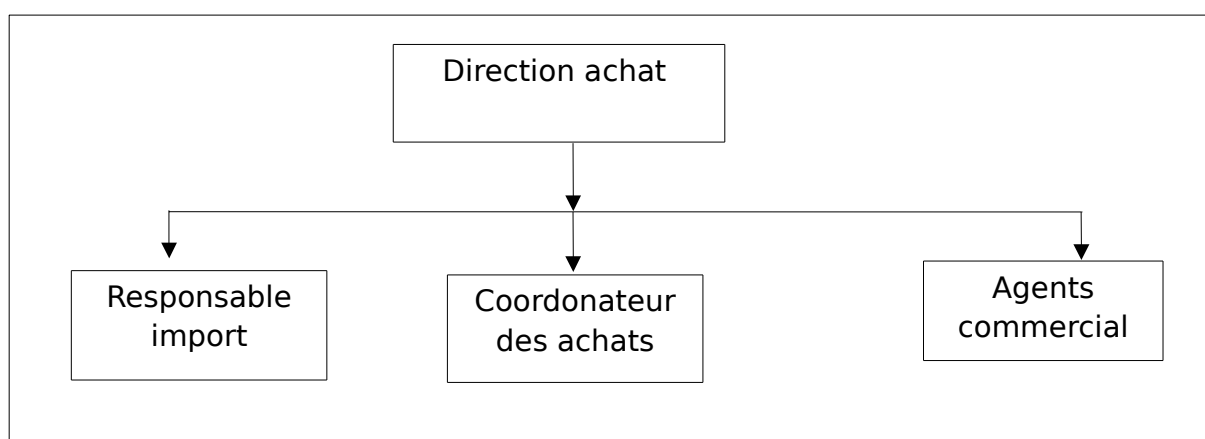 Direction achat
Responsable
import
Coordonateur
des achats
Agents
commercial